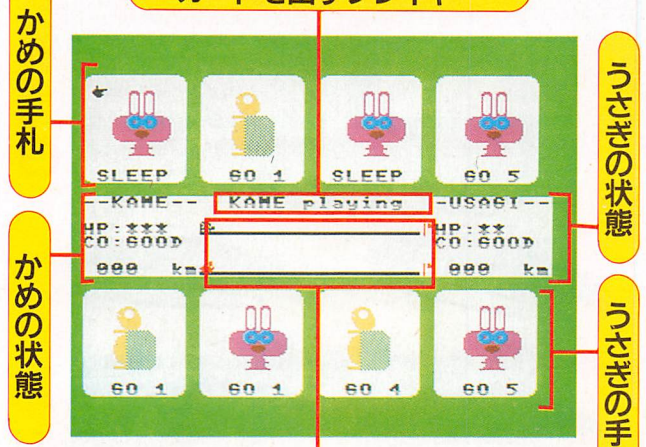 かめの手札
うさぎの状態
SLEEP GO 1 SLEEP GO 5
--KAME-- KAME playing -USAGI-
HP:*** HP:**
CO:GOOD CO:GOOD
000 km 000 km
かめの状態
うさぎの手
GO 1 GO 1 GO 4 GO 5